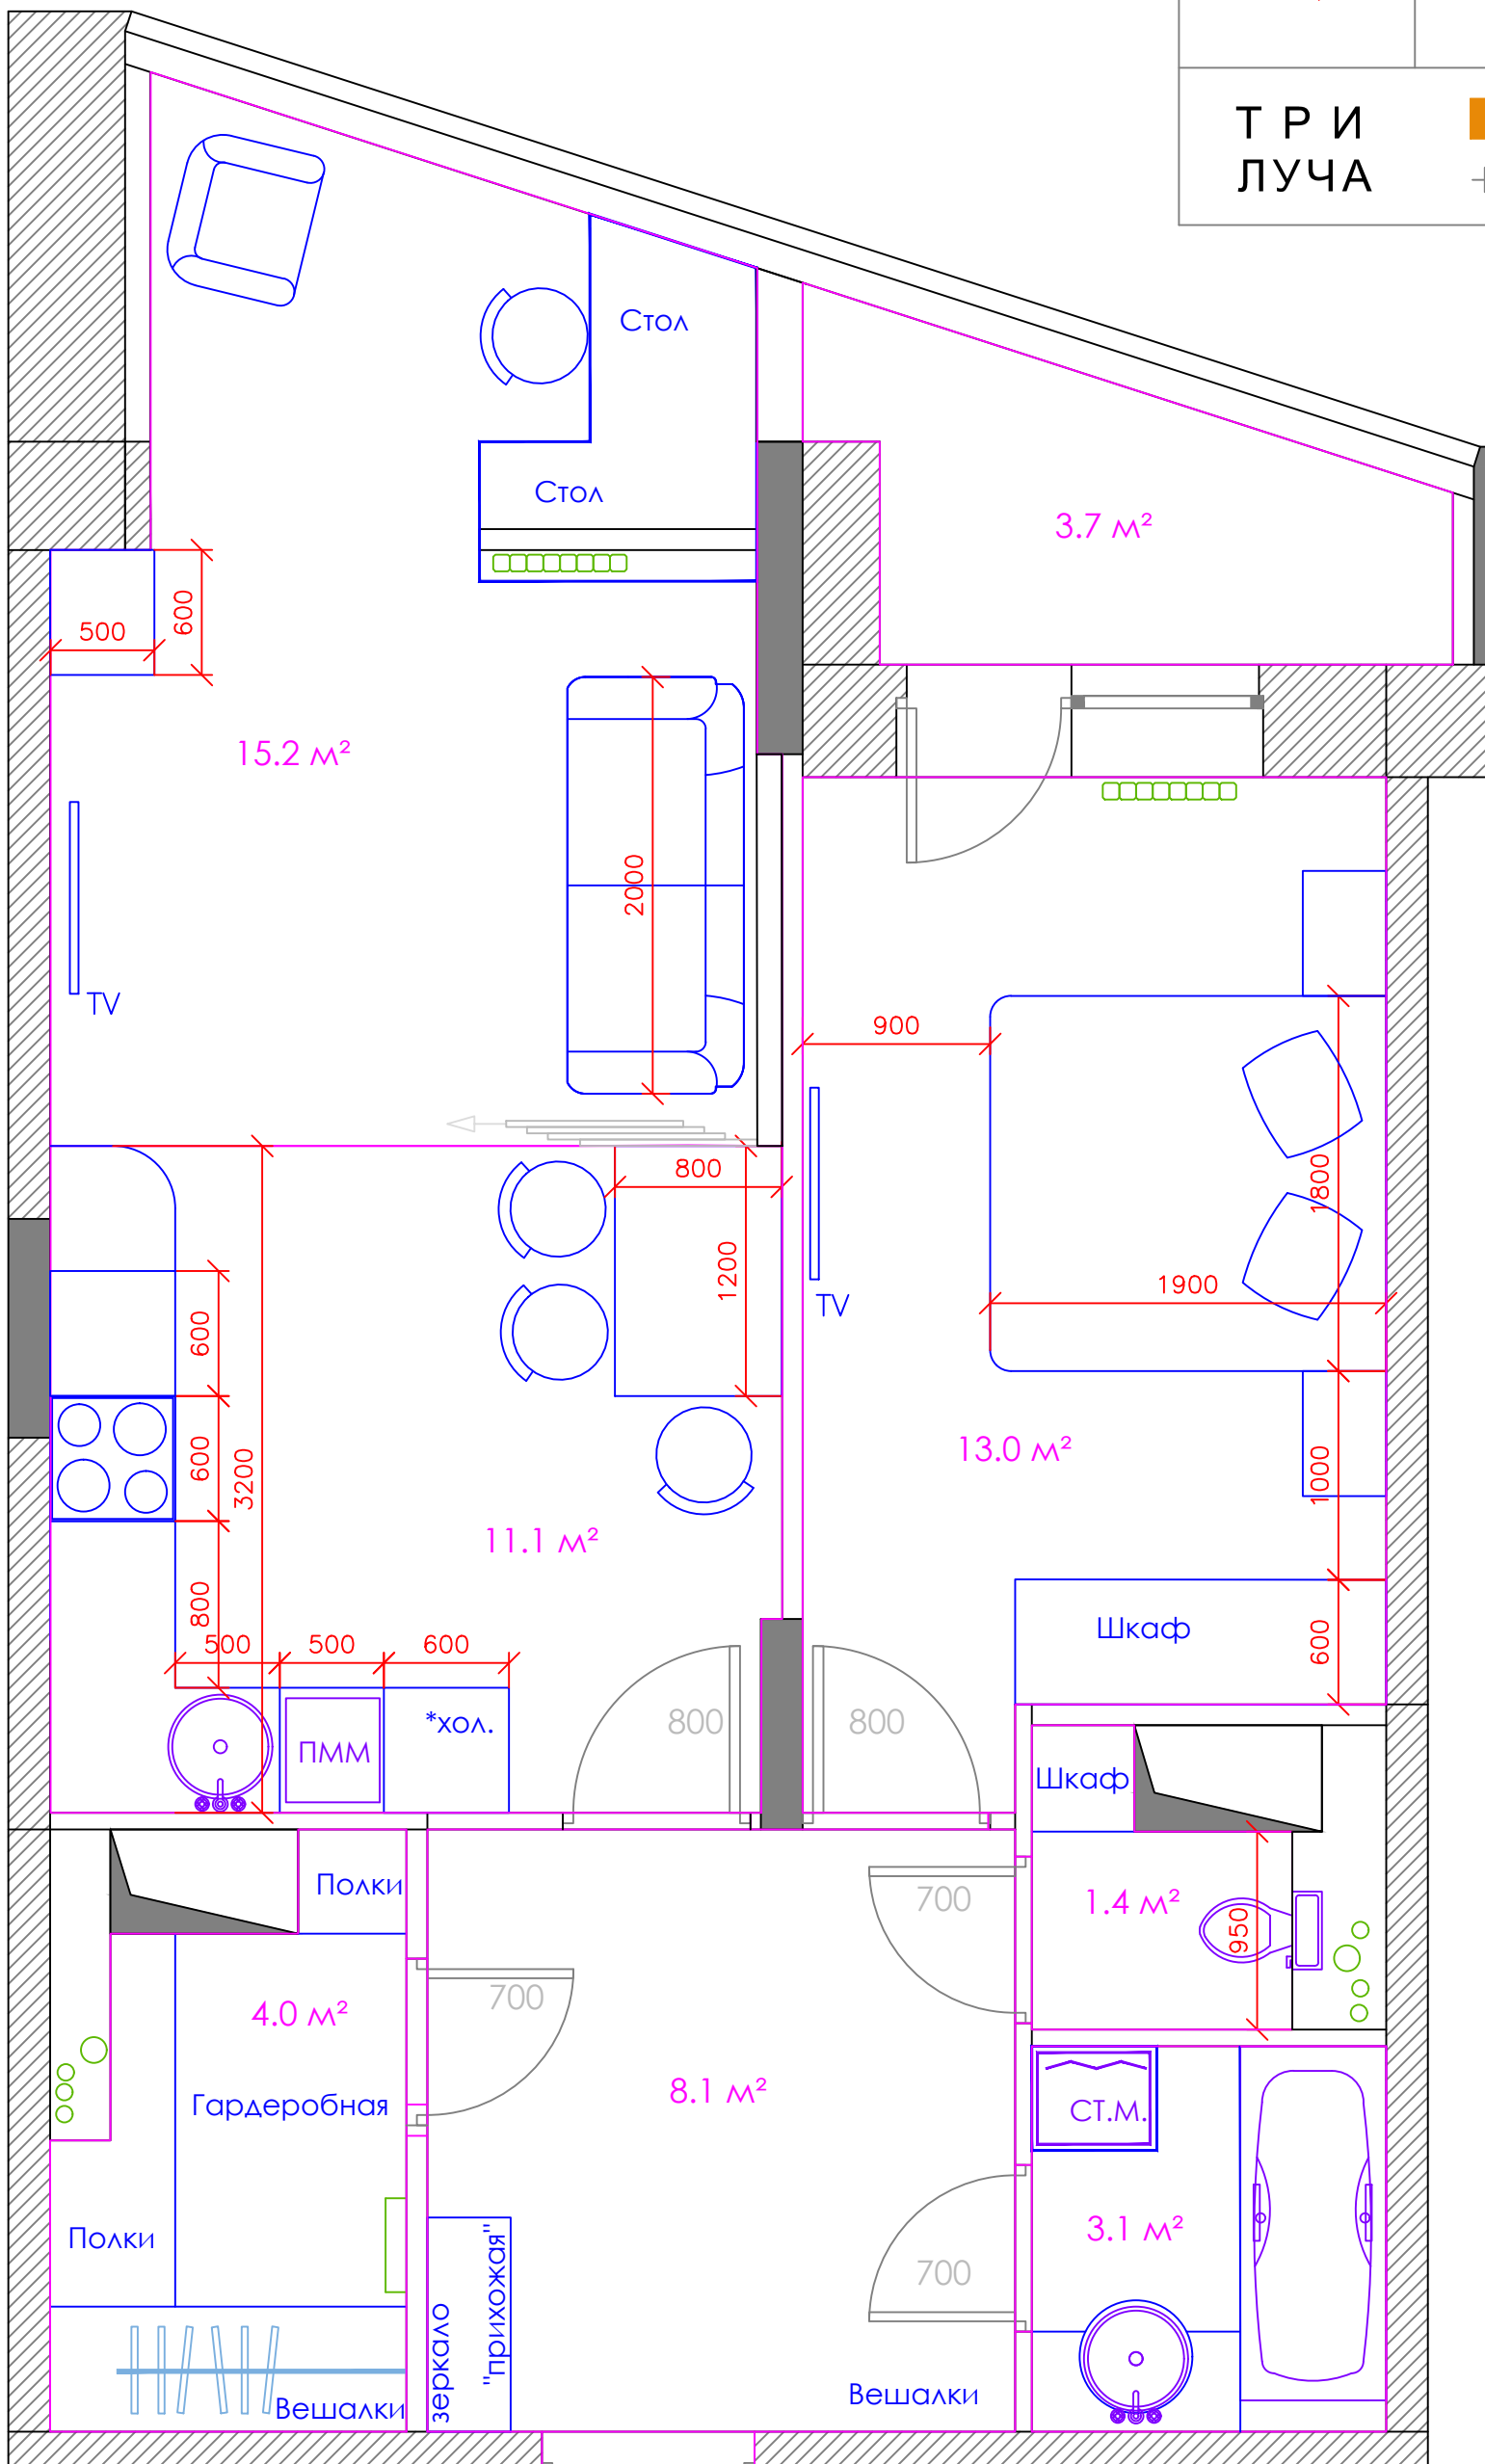 ТРИ
ЛУЧА
Стол
Стол
3.7 м²
600
500
15.2 м²
2000
TV
900
800
1800
1200
1900
TV
600
600
3200
13.0 м²
1000
11.1 м²
800
Шкаф
600
500
500
600
*хол.
800
800
ПММ
Шкаф
Полки
700
1.4 м²
950
700
4.0 м²
8.1 м²
Гардеробная
СТ.М.
Полки
3.1 м²
700
зеркало
"прихожая"
Вешалки
Вешалки